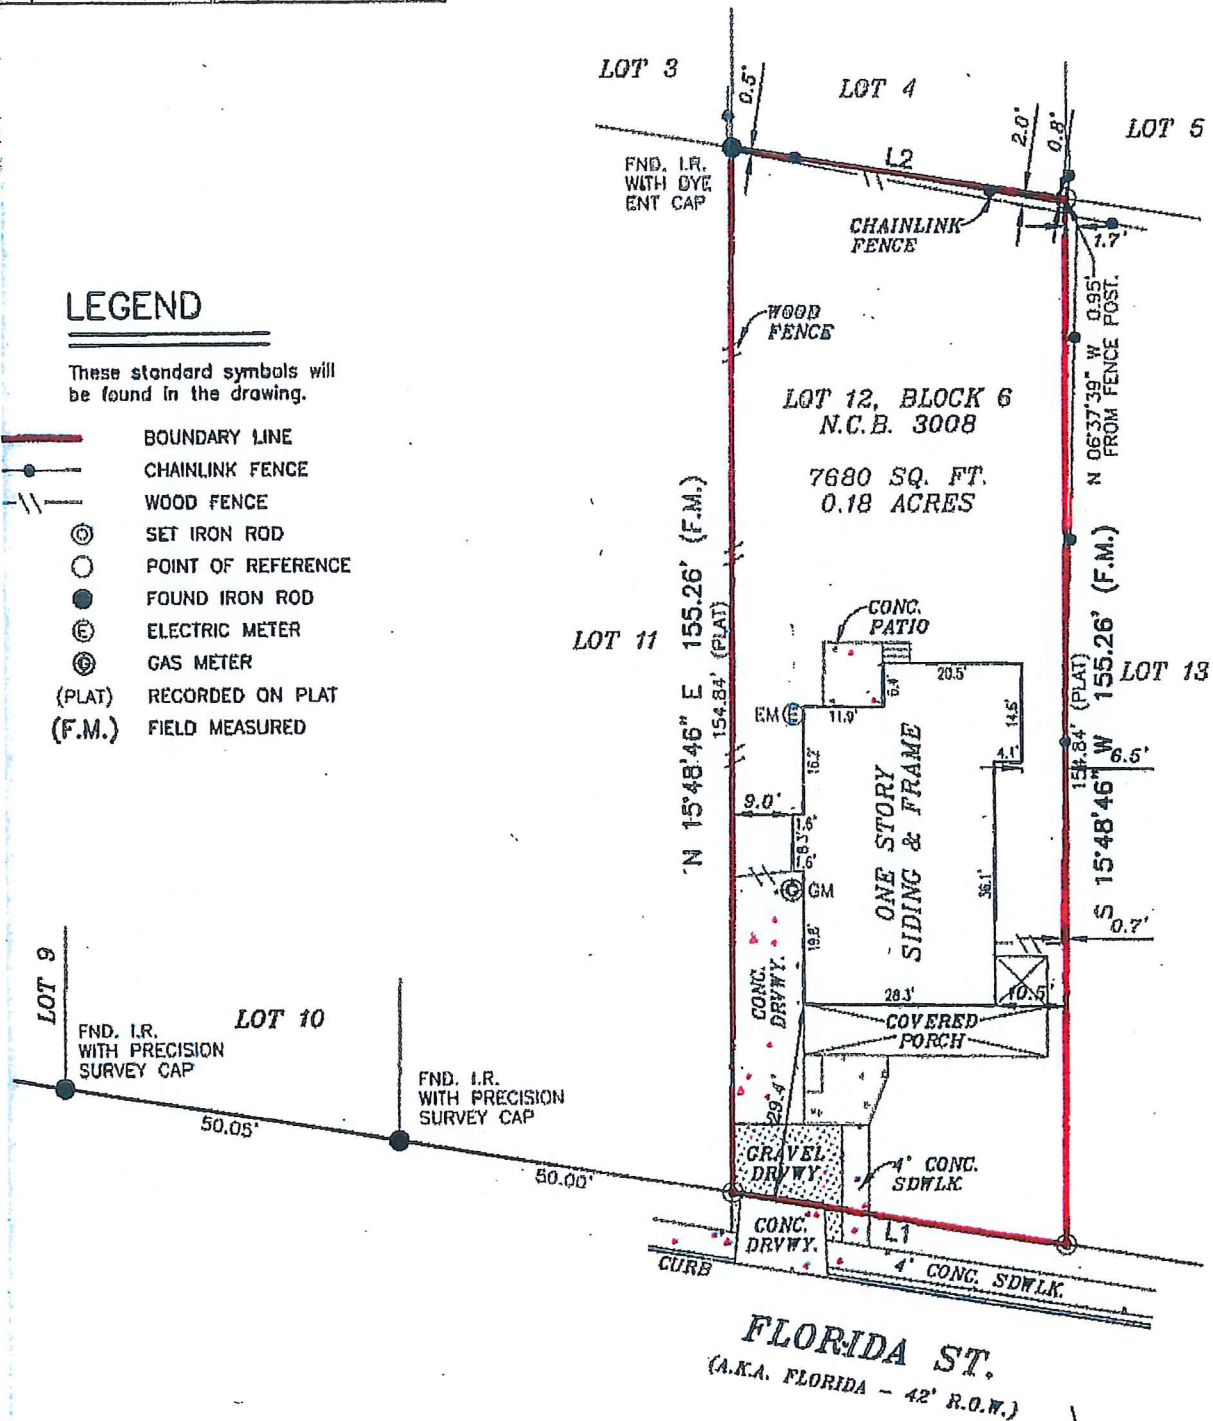 LOT 3
0.5'
LOT 4
2.0'
0.8'
LOT 5
FND. I.R.
WITH DYE
ENT CAP
L2
CHAINLINK
FENCE
1.7'
N 06°37'39" W 0.95'
FROM FENCE POST.
WOOD
FENCE
LEGEND
These standard symbols will
be found in the drawing.
BOUNDARY LINE
CHAINLINK FENCE
WOOD FENCE
SET IRON ROD
POINT OF REFERENCE
FOUND IRON ROD
E ELECTRIC METER
G GAS METER
(PLAT) RECORDED ON PLAT
(F.M.) FIELD MEASURED
LOT 12, BLOCK 6
N.C.B. 3008
7680 SQ. FT.
0.18 ACRES
N 15°48'46" E 155.26' (F.M.)
154.84' (PLAT)
S 15°48'46" W 155.26' (F.M.)
154.84' (PLAT)
LOT 11
LOT 13
CONC.
PATIO
20.5'
EM E
11.9'
16.2'
4.1'
6.5'
9.0'
1.6'
8.3'
1.6'
G GM
ONE STORY
SIDING & FRAME
36.1'
0.7'
CONC.
DRVWY.
28.3'
10.5'
COVERED
PORCH
29.4'
LOT 9
LOT 10
FND. I.R.
WITH PRECISION
SURVEY CAP
FND. I.R.
WITH PRECISION
SURVEY CAP
50.05'
50.00'
GRAVEL
DRVWY
4' CONC.
SDWLK
CONC.
DRVWY.
L1
CURB
4' CONC. SDWLK.
FLORIDA ST.
(A.K.A. FLORIDA - 42' R.O.W.)